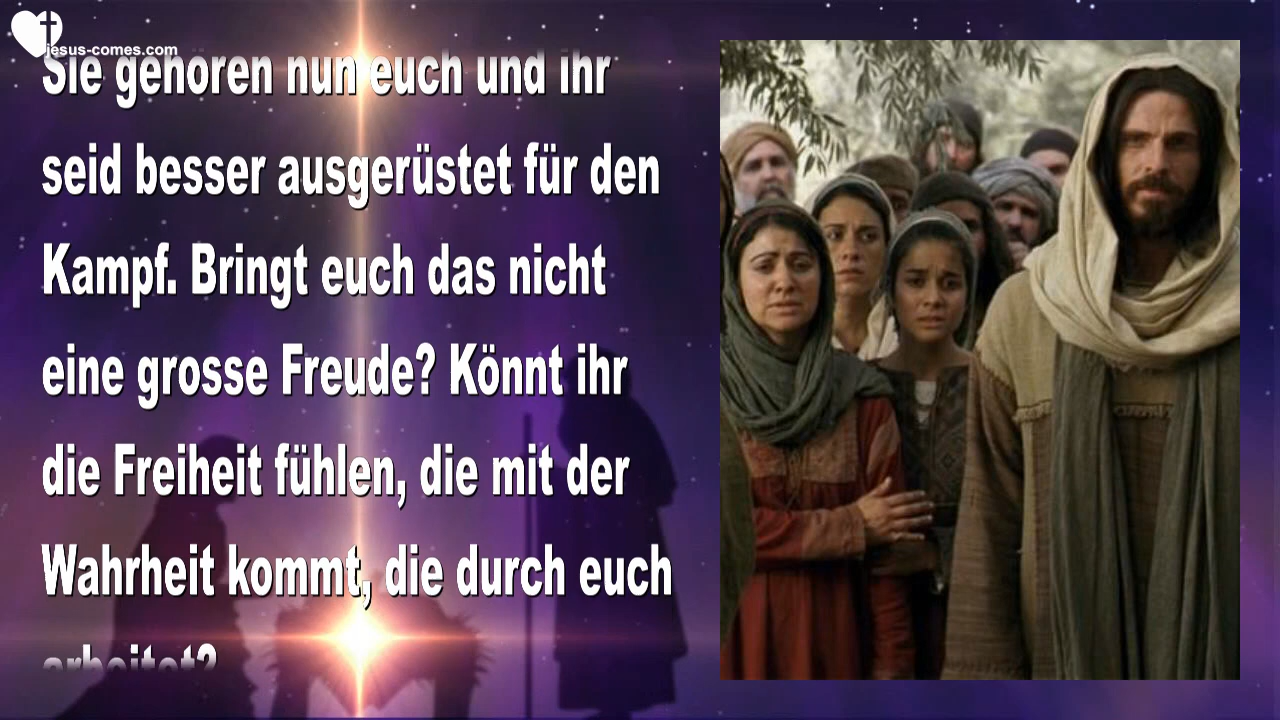 jesus-comes.com
Sie gehören nun euch und ihr
seid besser ausgerüstet für den
Kampf. Bringt euch das nicht
eine grosse Freude? Könnt ihr
die Freiheit fühlen, die mit der
Wahrheit kommt, die durch euch
arbeitet?